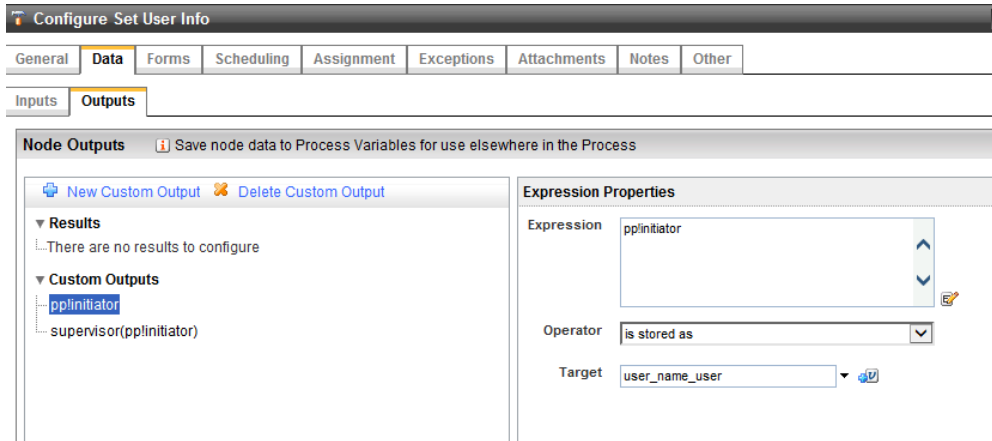 Configure Set User Info
General Data Forms Scheduling Assignment Exceptions Attachments Notes Other
Inputs Outputs
Node Outputs Save node data to Process Variables for use elsewhere in the Process
New Custom Output Delete Custom Output
Results
There are no results to configure
Custom Outputs
pp!initiator
supervisor(pp!initiator)
Expression Properties
Expression pp!initiator
Operator is stored as
Target user_name_user